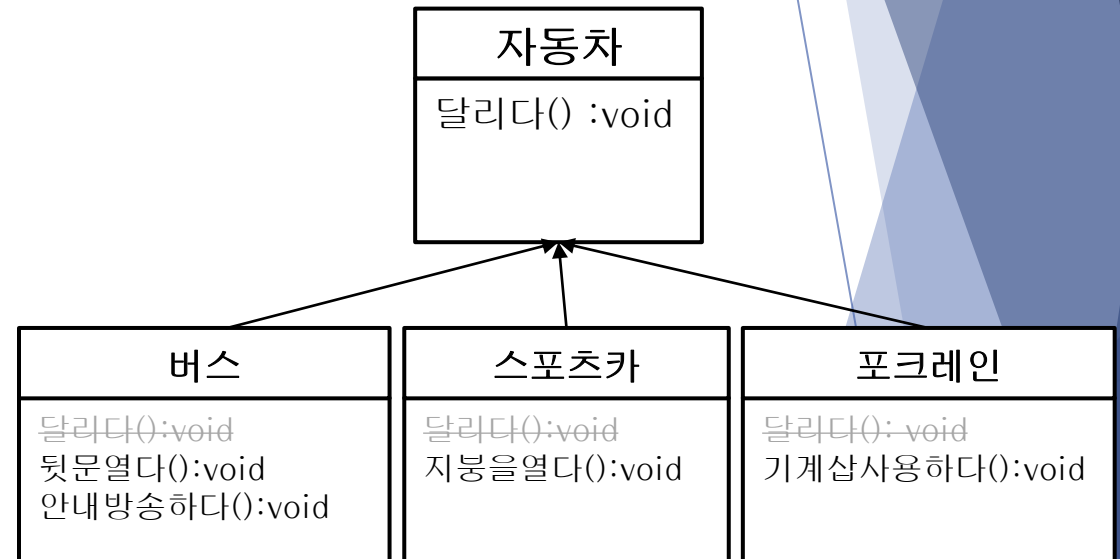 자동차
달리다() :void
버스
달리다():void
뒷문열다():void
안내방송하다():void
스포츠카
달리다():void
지붕을열다():void
포크레인
달리다(): void
기계삽사용하다():void